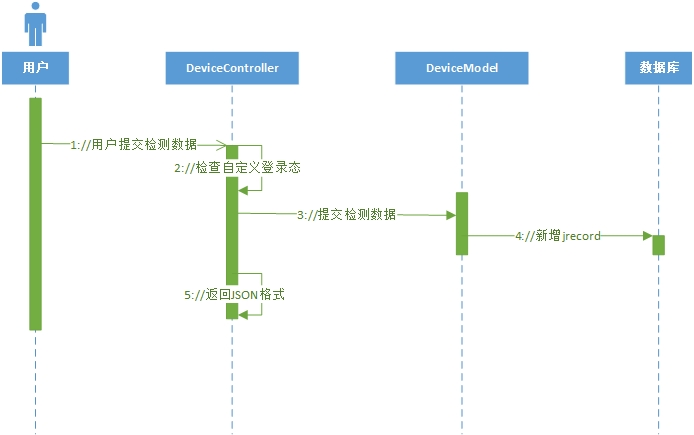 用户
DeviceController
DeviceModel
数据库
1://用户提交检测数据
2://检查自定义登录态
3://提交检测数据
4://新增jrecord
5://返回JSON格式